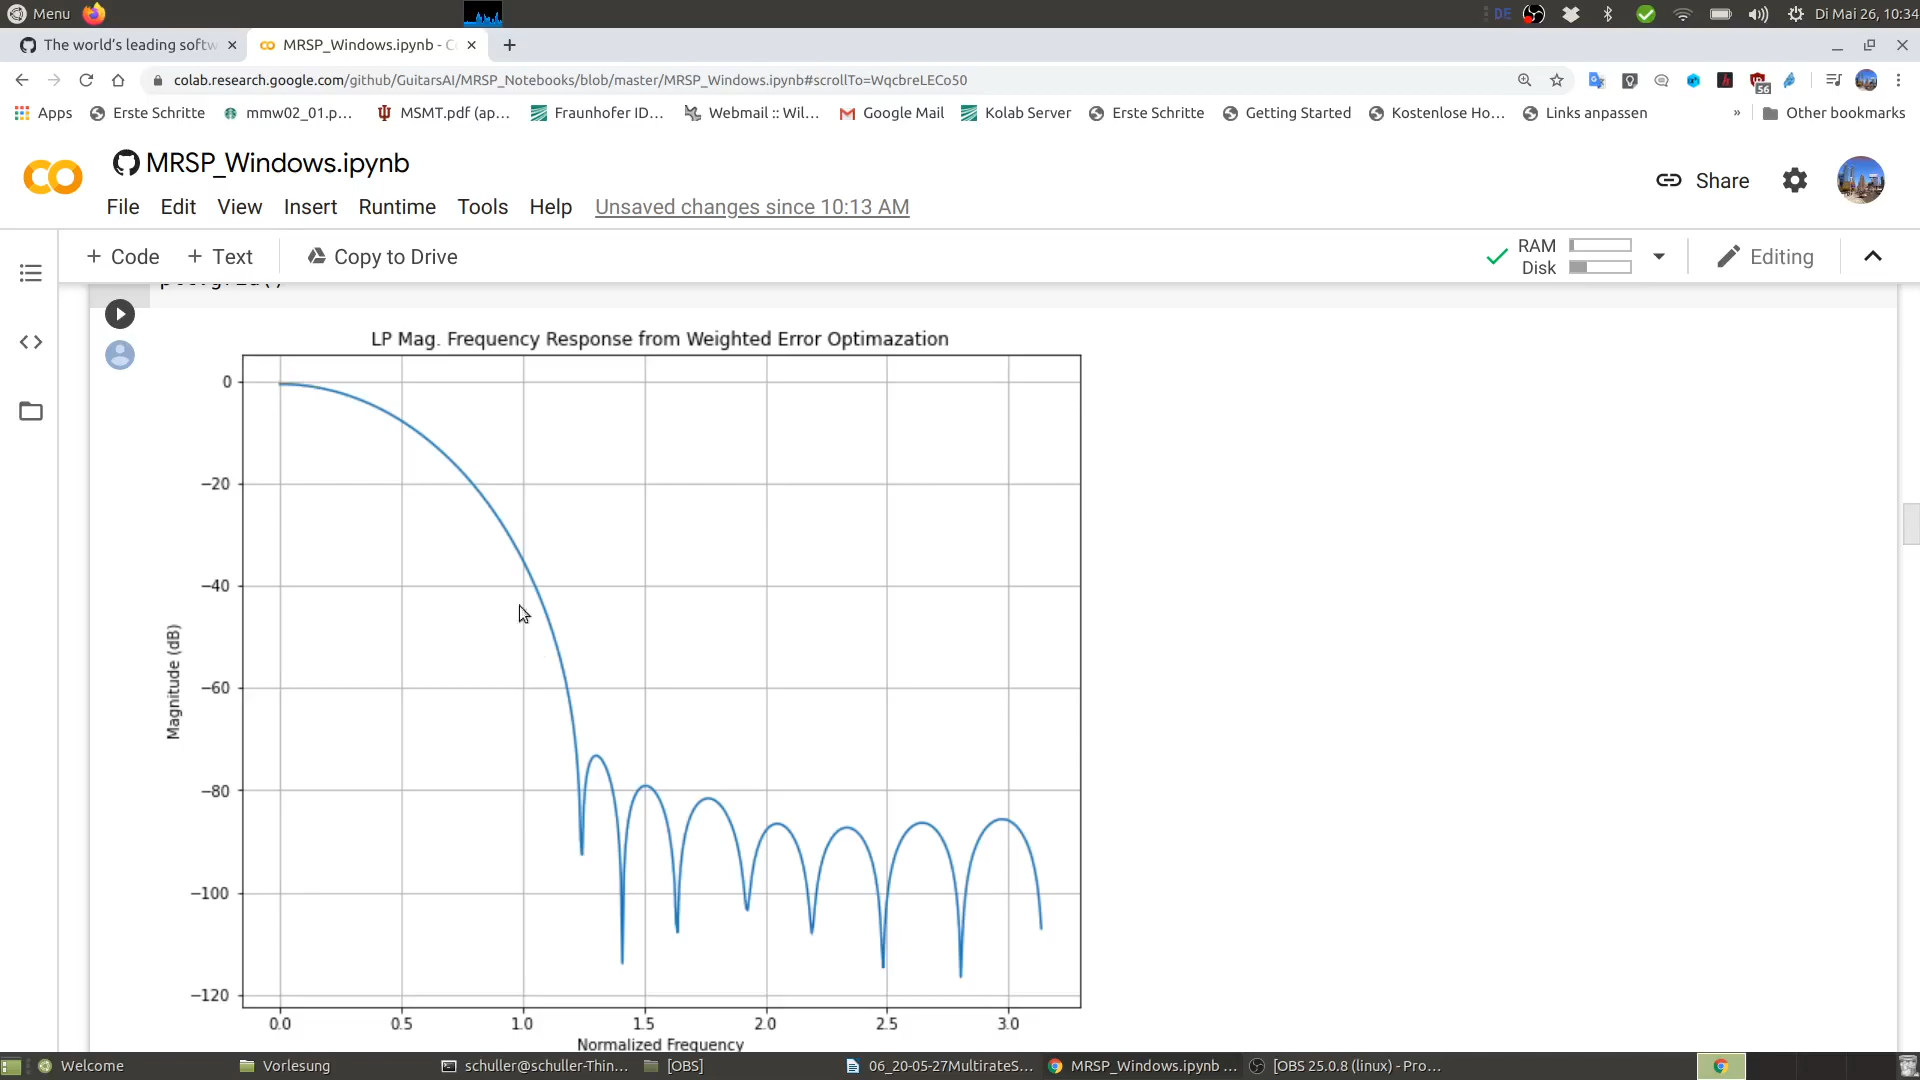 Menu
DE
Di Mai 26, 10:34
The world's leading softw
MRSP_Windows.ipynb - C
colab.research.google.com/github/GuitarsAI/MRSP_Notebooks/blob/master/MRSP_Windows.ipynb#scrollTo=WqcbreLECo50
56
Apps
Erste Schritte
mmw02_01.p...
MSMT.pdf (ap...
Fraunhofer ID...
Webmail :: Wil...
Google Mail
Kolab Server
Erste Schritte
Getting Started
Kostenlose Ho...
Links anpassen
»
Other bookmarks
MRSP_Windows.ipynb
Share
File Edit View Insert Runtime Tools Help Unsaved changes since 10:13 AM
+ Code + Text
Copy to Drive
RAM
Disk
Editing
LP Mag. Frequency Response from Weighted Error Optimazation
0
−20
−40
−60
−80
−100
−120
Magnitude (dB)
0.0 0.5 1.0 1.5 2.0 2.5 3.0
Normalized Frequency
Welcome
Vorlesung
schuller@schuller-Thin...
[OBS]
06_20-05-27MultirateS...
MRSP_Windows.ipynb ...
[OBS 25.0.8 (linux) - Pro...